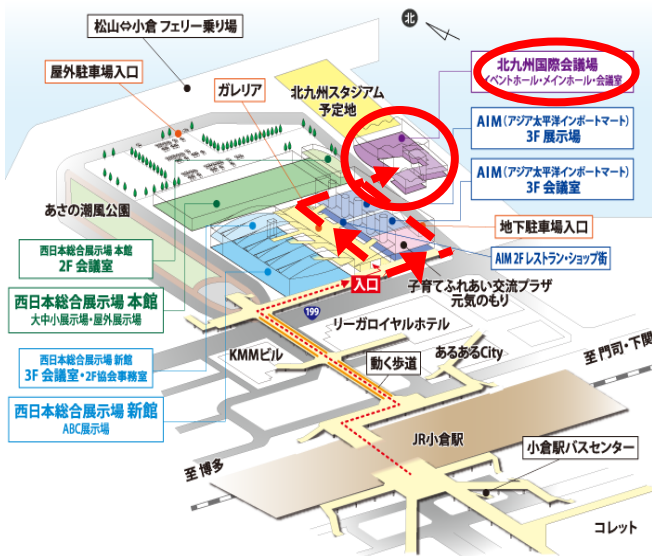 北
松山⇔小倉 フェリー乗り場
屋外駐車場入口
ガレリア
北九州スタジアム
予定地
北九州国際会議場
イベントホール・メインホール・会議室
AIM(アジア太平洋インポートマート)
3F 展示場
AIM(アジア太平洋インポートマート)
3F 会議室
あさの潮風公園
地下駐車場入口
西日本総合展示場 本館
2F 会議室
AIM 2F レストラン・ショップ街
子育てふれあい交流プラザ
元気のもり
入口
西日本総合展示場 本館
大中小展示場・屋外展示場
199
リーガロイヤルホテル
西日本総合展示場 新館
3F 会議室・2F協会事務室
KMMビル
動く歩道
あるあるCity
至 門司・下関
西日本総合展示場 新館
ABC展示場
JR小倉駅
小倉駅バスセンター
至 博多
コレット